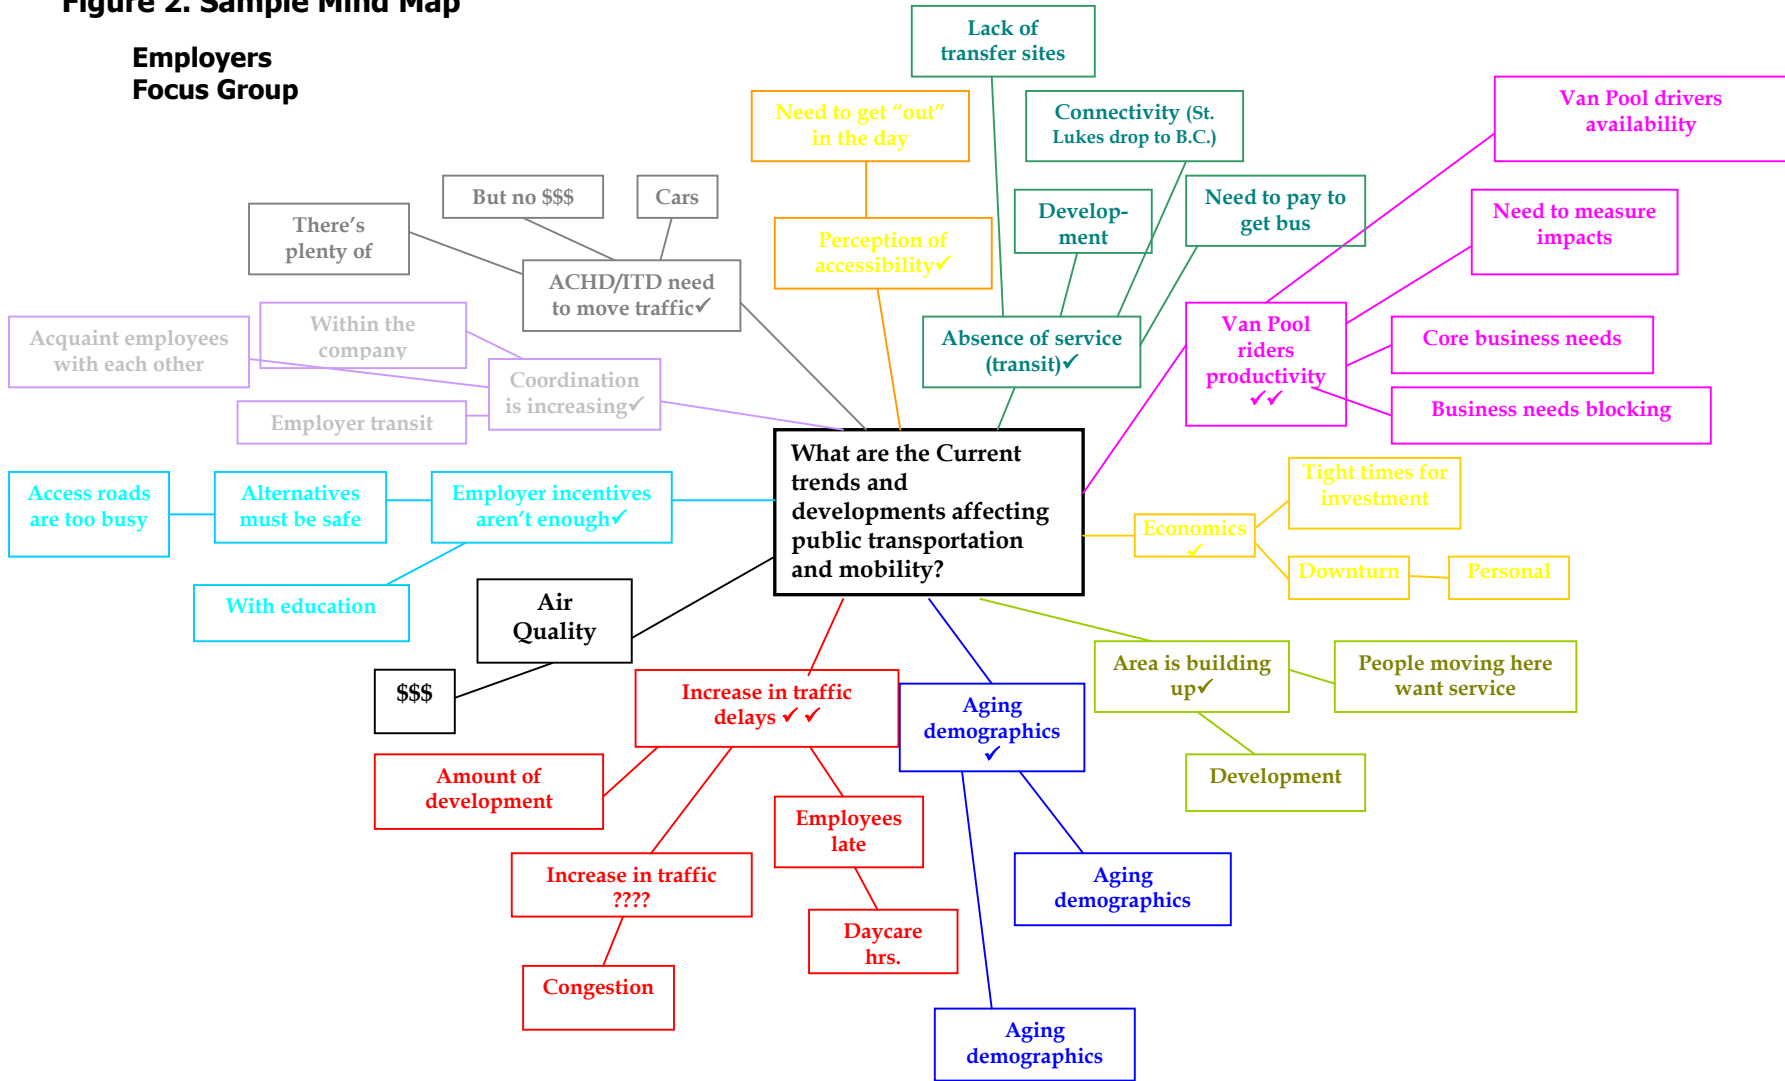 Figure 2. Sample Mind Map
Employers
Focus Group
Lack of
transfer sites
Need to get “out”
in the day
Connectivity (St.
Lukes drop to B.C.)
Van Pool drivers
availability
But no $$$
Cars
There’s
plenty of
Develop-
ment
Need to pay to
get bus
Need to measure
impacts
Perception of
accessibility✓
ACHD/ITD need
to move traffic✓
Acquaint employees
with each other
Within the
company
Absence of service
(transit)✓
Van Pool
riders
productivity
✓✓
Core business needs
Coordination
is increasing✓
Employer transit
Business needs blocking
What are the Current
trends and
developments affecting
public transportation
and mobility?
Access roads
are too busy
Alternatives
must be safe
Employer incentives
aren’t enough✓
Tight times for
investment
Economics
✓
Downturn
Personal
With education
Air
Quality
$$$
Increase in traffic
delays ✓ ✓
Aging
demographics
✓
Area is building
up✓
People moving here
want service
Amount of
development
Employees
late
Development
Increase in traffic
????
Aging
demographics
Daycare
hrs.
Congestion
Aging
demographics